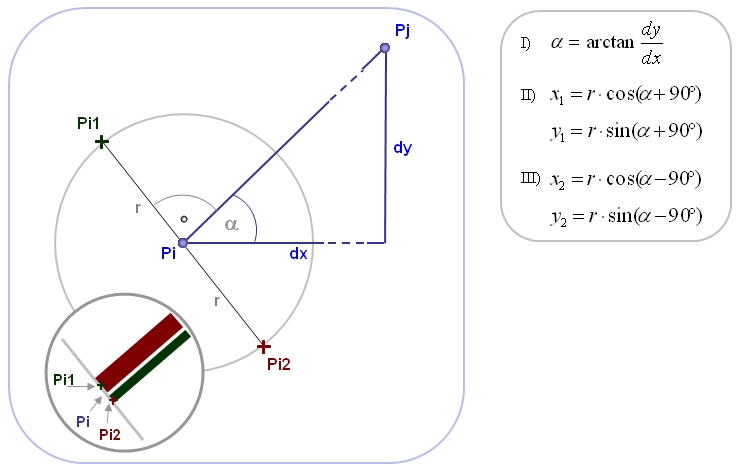 Pj
Pi1
dy
r
α
Pi
dx
r
Pi2
Pi1
Pi
Pi2
I) α = arctan dy/dx
II) x₁ = r · cos(α+90°)
y₁ = r · sin(α+90°)
III) x₂ = r · cos(α−90°)
y₂ = r · sin(α−90°)